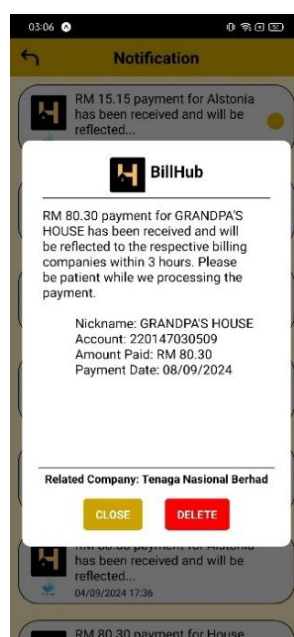 03:06
Notification
RM 15.15 payment for Alstonia
has been received and will be
reflected...
BillHub
RM 80.30 payment for GRANDPA'S
HOUSE has been received and will
be reflected to the respective billing
companies within 3 hours. Please
be patient while we processing the
payment.
Nickname: GRANDPA'S HOUSE
Account: 220147030509
Amount Paid: RM 80.30
Payment Date: 08/09/2024
Related Company: Tenaga Nasional Berhad
CLOSE
DELETE
payment for Alstonia
has been received and will be
reflected...
04/09/2024 17:36
RM 80.30 payment for House